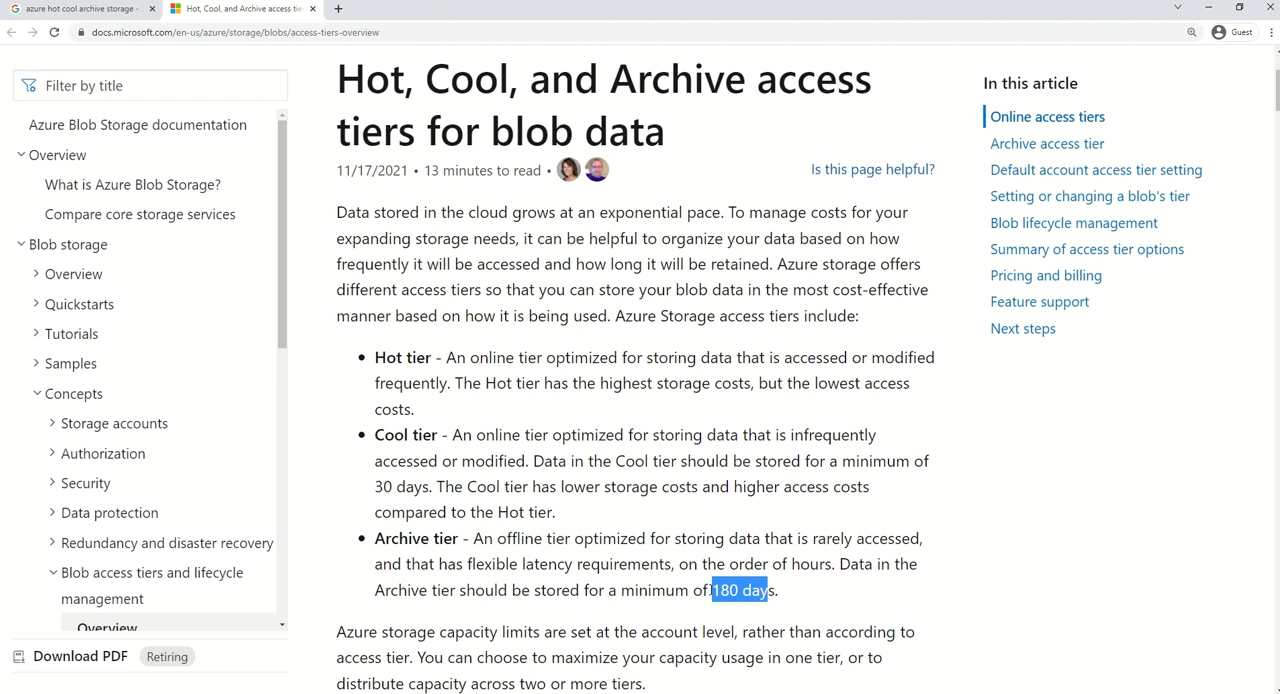 azure hot cool archive storage -
Hot, Cool, and Archive access tie
docs.microsoft.com/en-us/azure/storage/blobs/access-tiers-overview
Guest
Filter by title
Azure Blob Storage documentation
Overview
What is Azure Blob Storage?
Compare core storage services
Blob storage
Overview
Quickstarts
Tutorials
Samples
Concepts
Storage accounts
Authorization
Security
Data protection
Redundancy and disaster recovery
Blob access tiers and lifecycle
management
Overview
Download PDF
Retiring
Hot, Cool, and Archive access
tiers for blob data
11/17/2021 • 13 minutes to read •
Is this page helpful?
Data stored in the cloud grows at an exponential pace. To manage costs for your
expanding storage needs, it can be helpful to organize your data based on how
frequently it will be accessed and how long it will be retained. Azure storage offers
different access tiers so that you can store your blob data in the most cost-effective
manner based on how it is being used. Azure Storage access tiers include:
• Hot tier - An online tier optimized for storing data that is accessed or modified
frequently. The Hot tier has the highest storage costs, but the lowest access
costs.
• Cool tier - An online tier optimized for storing data that is infrequently
accessed or modified. Data in the Cool tier should be stored for a minimum of
30 days. The Cool tier has lower storage costs and higher access costs
compared to the Hot tier.
• Archive tier - An offline tier optimized for storing data that is rarely accessed,
and that has flexible latency requirements, on the order of hours. Data in the
Archive tier should be stored for a minimum of 180 days.
Azure storage capacity limits are set at the account level, rather than according to
access tier. You can choose to maximize your capacity usage in one tier, or to
distribute capacity across two or more tiers.
In this article
Online access tiers
Archive access tier
Default account access tier setting
Setting or changing a blob's tier
Blob lifecycle management
Summary of access tier options
Pricing and billing
Feature support
Next steps